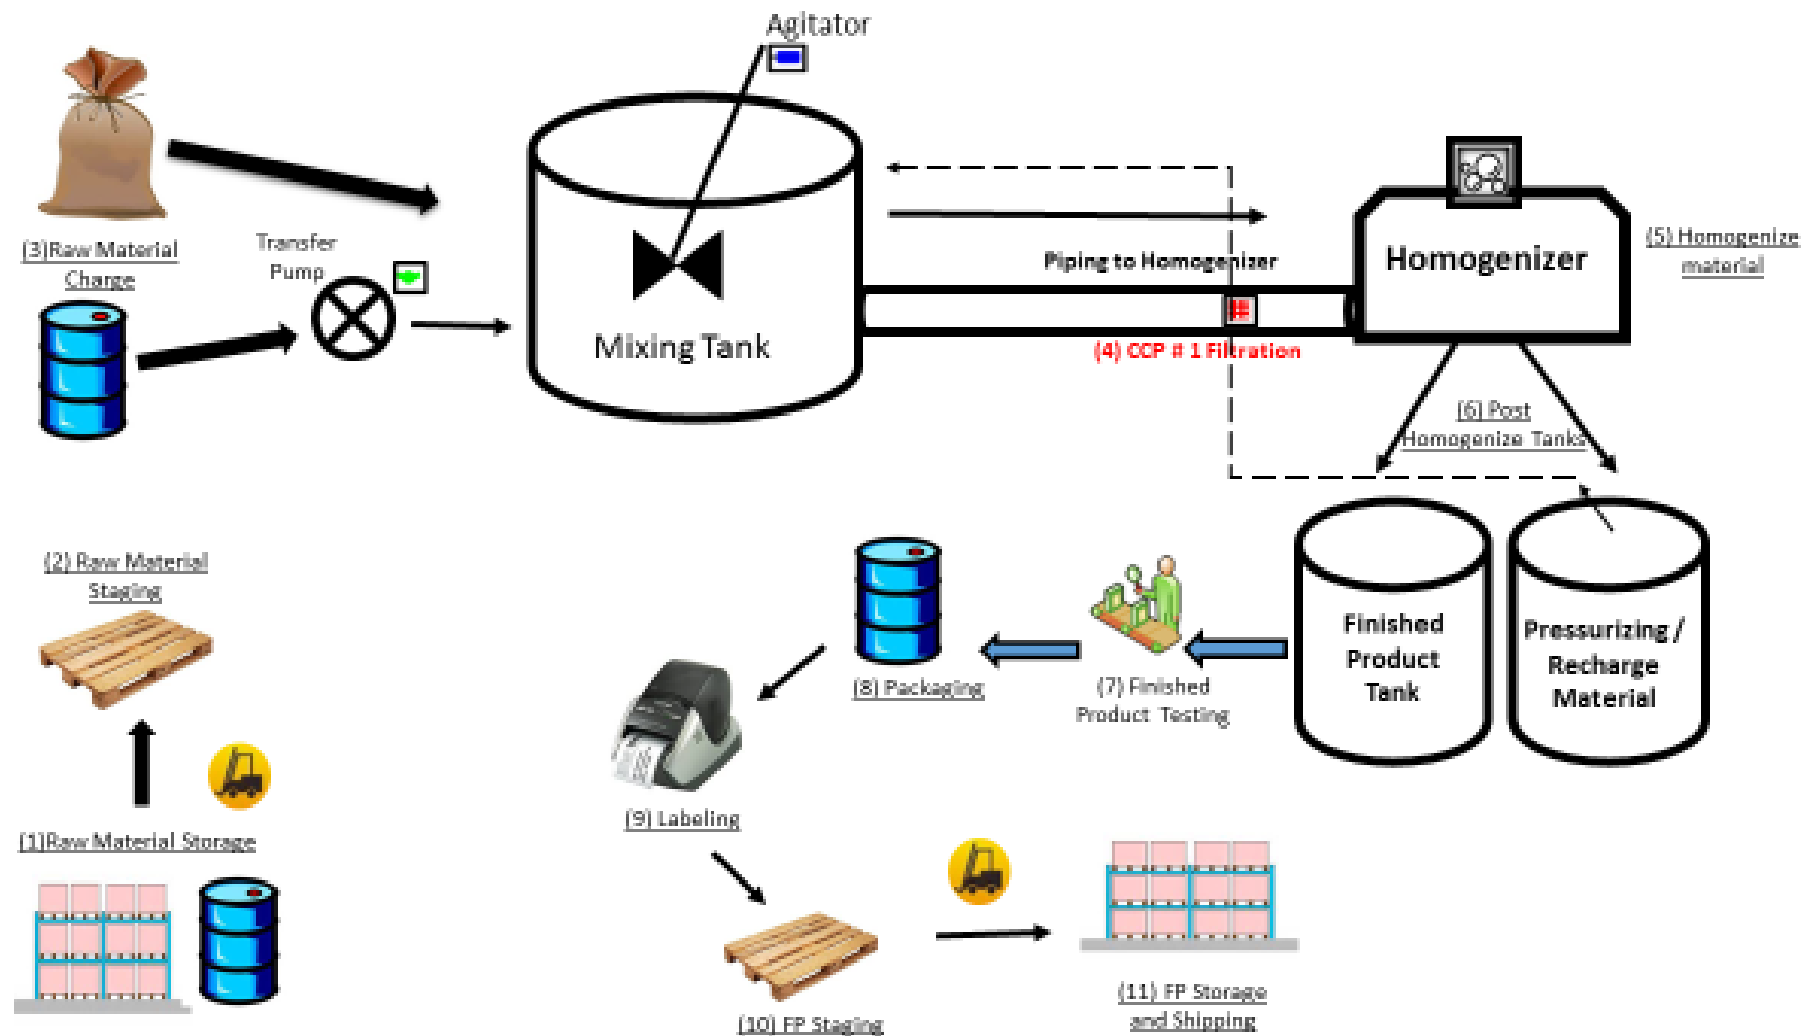 Agitator
(3)Raw Material
Charge
Transfer
Pump
Mixing Tank
Piping to Homogenizer
(4) CCP # 1 Filtration
Homogenizer
(5) Homogenize
material
(6) Post
Homogenize Tanks
(2) Raw Material
Staging
(1)Raw Material Storage
Finished
Product
Tank
Pressurizing /
Recharge
Material
(7) Finished
Product Testing
(8) Packaging
(9) Labeling
(10) FP Staging
(11) FP Storage
and Shipping